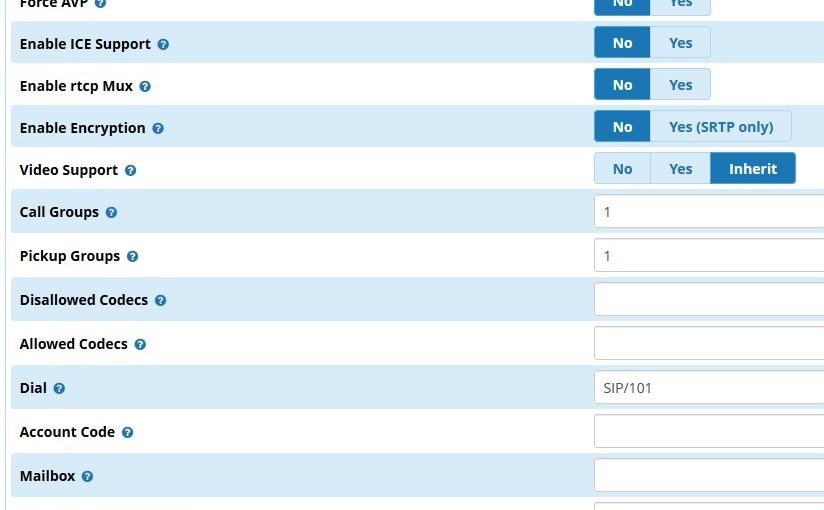 Force AVP ? No Yes
Enable ICE Support ? No Yes
Enable rtcp Mux ? No Yes
Enable Encryption ? No Yes (SRTP only)
Video Support ? No Yes Inherit
Call Groups ? 1
Pickup Groups ? 1
Disallowed Codecs ?
Allowed Codecs ?
Dial ? SIP/101
Account Code ?
Mailbox ?